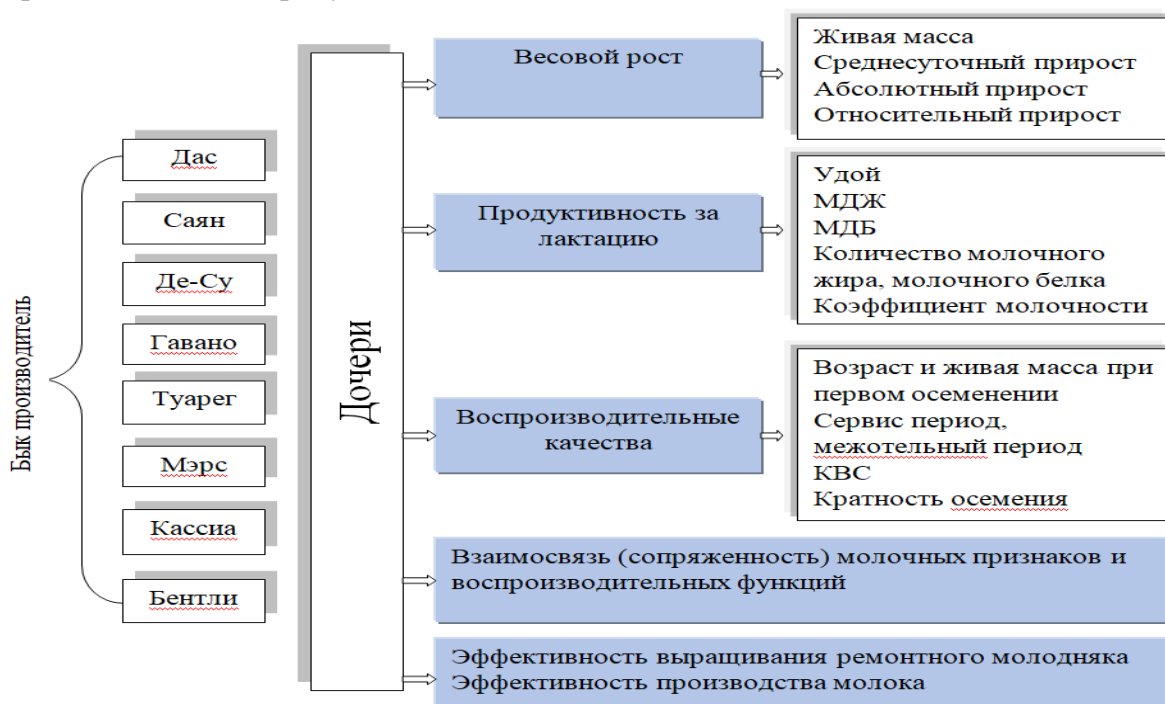 Бык производитель
Дас
Саян
Де-Су
Гавано
Туарег
Мэрс
Кассиа
Бентли
Дочери
Весовой рост
Живая масса
Среднесуточный прирост
Абсолютный прирост
Относительный прирост
Продуктивность за
лактацию
Удой
МДЖ
МДБ
Количество молочного
жира, молочного белка
Коэффициент молочности
Воспроизводительные
качества
Возраст и живая масса при
первом осеменении
Сервис период,
межотельный период
КВС
Кратность осемения
Взаимосвязь (сопряженность) молочных признаков и
воспроизводительных функций
Эффективность выращивания ремонтного молодняка
Эффективность производства молока